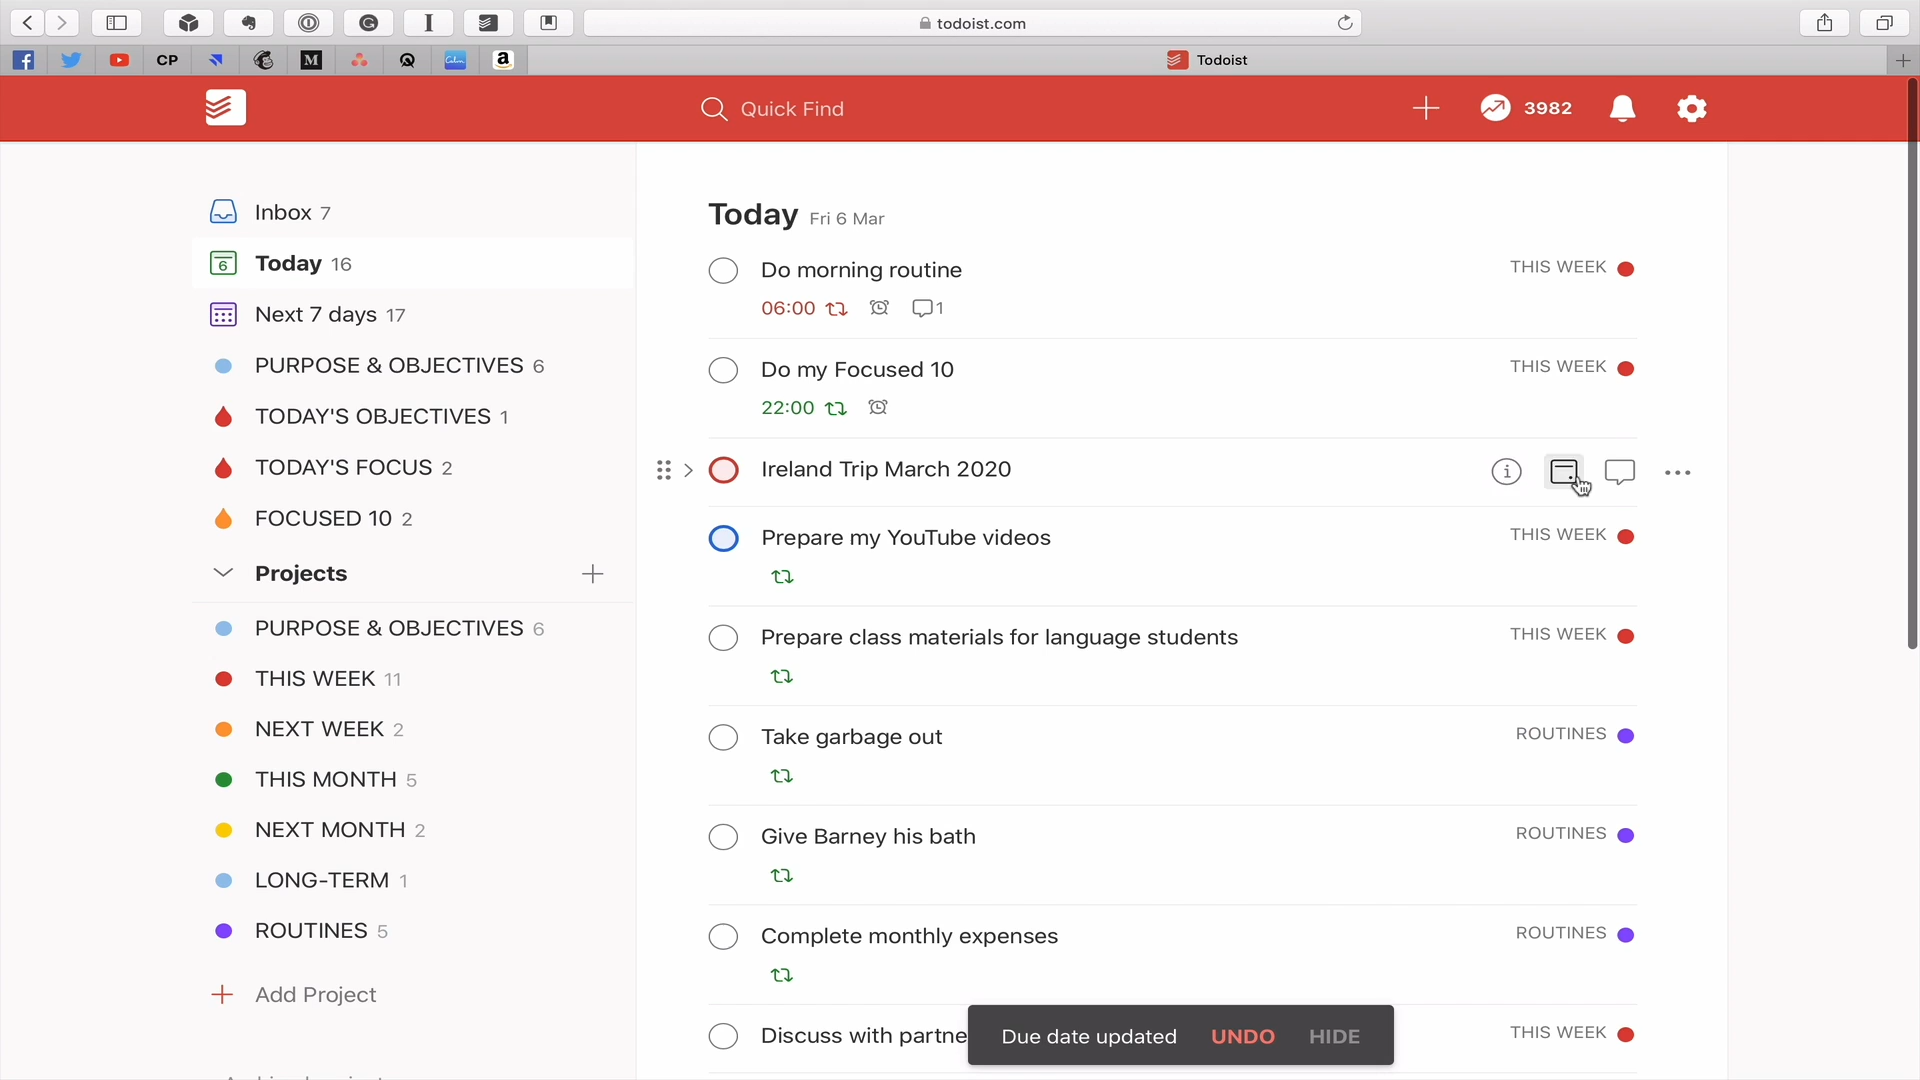 todoist.com
CP
M
Calm
a
Todoist
Quick Find
3982
Inbox 7
6
Today 16
Next 7 days 17
PURPOSE & OBJECTIVES 6
TODAY'S OBJECTIVES 1
TODAY'S FOCUS 2
FOCUSED 10 2
Projects
PURPOSE & OBJECTIVES 6
THIS WEEK 11
NEXT WEEK 2
THIS MONTH 5
NEXT MONTH 2
LONG-TERM 1
ROUTINES 5
Add Project
Today Fri 6 Mar
Do morning routine THIS WEEK
06:00 1
Do my Focused 10 THIS WEEK
22:00
Ireland Trip March 2020
Prepare my YouTube videos THIS WEEK
Prepare class materials for language students THIS WEEK
Take garbage out ROUTINES
Give Barney his bath ROUTINES
Complete monthly expenses ROUTINES
Discuss with partne THIS WEEK
Due date updated UNDO HIDE